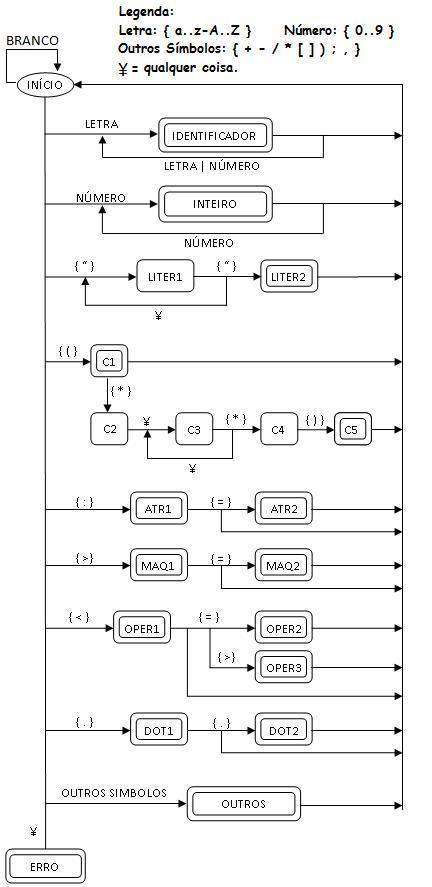 Legenda:
Letra: { a..z-A..Z } Número: { 0..9 }
Outros Símbolos: { + - / * [ ] ) ; , }
¥ = qualquer coisa.
BRANCO
INÍCIO
LETRA
IDENTIFICADOR
LETRA | NÚMERO
NÚMERO
INTEIRO
NÚMERO
{ “ }
LITER1
{ “ }
LITER2
¥
{ ( }
C1
{ * }
C2
¥
C3
{ * }
C4
{ ) }
C5
¥
{ : }
ATR1
{ = }
ATR2
{ > }
MAQ1
{ = }
MAQ2
{ < }
OPER1
{ = }
OPER2
{ > }
OPER3
{ . }
DOT1
{ . }
DOT2
OUTROS SIMBOLOS
OUTROS
¥
ERRO